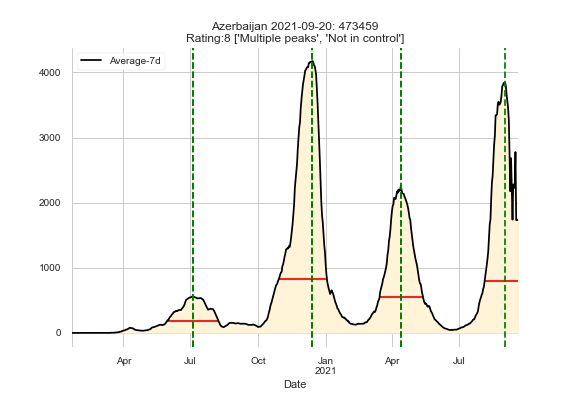 Azerbaijan 2021-09-20: 473459
Rating:8 ['Multiple peaks', 'Not in control']
Average-7d
4000
3000
2000
1000
0
Apr Jul Oct Jan Apr Jul
2021
Date